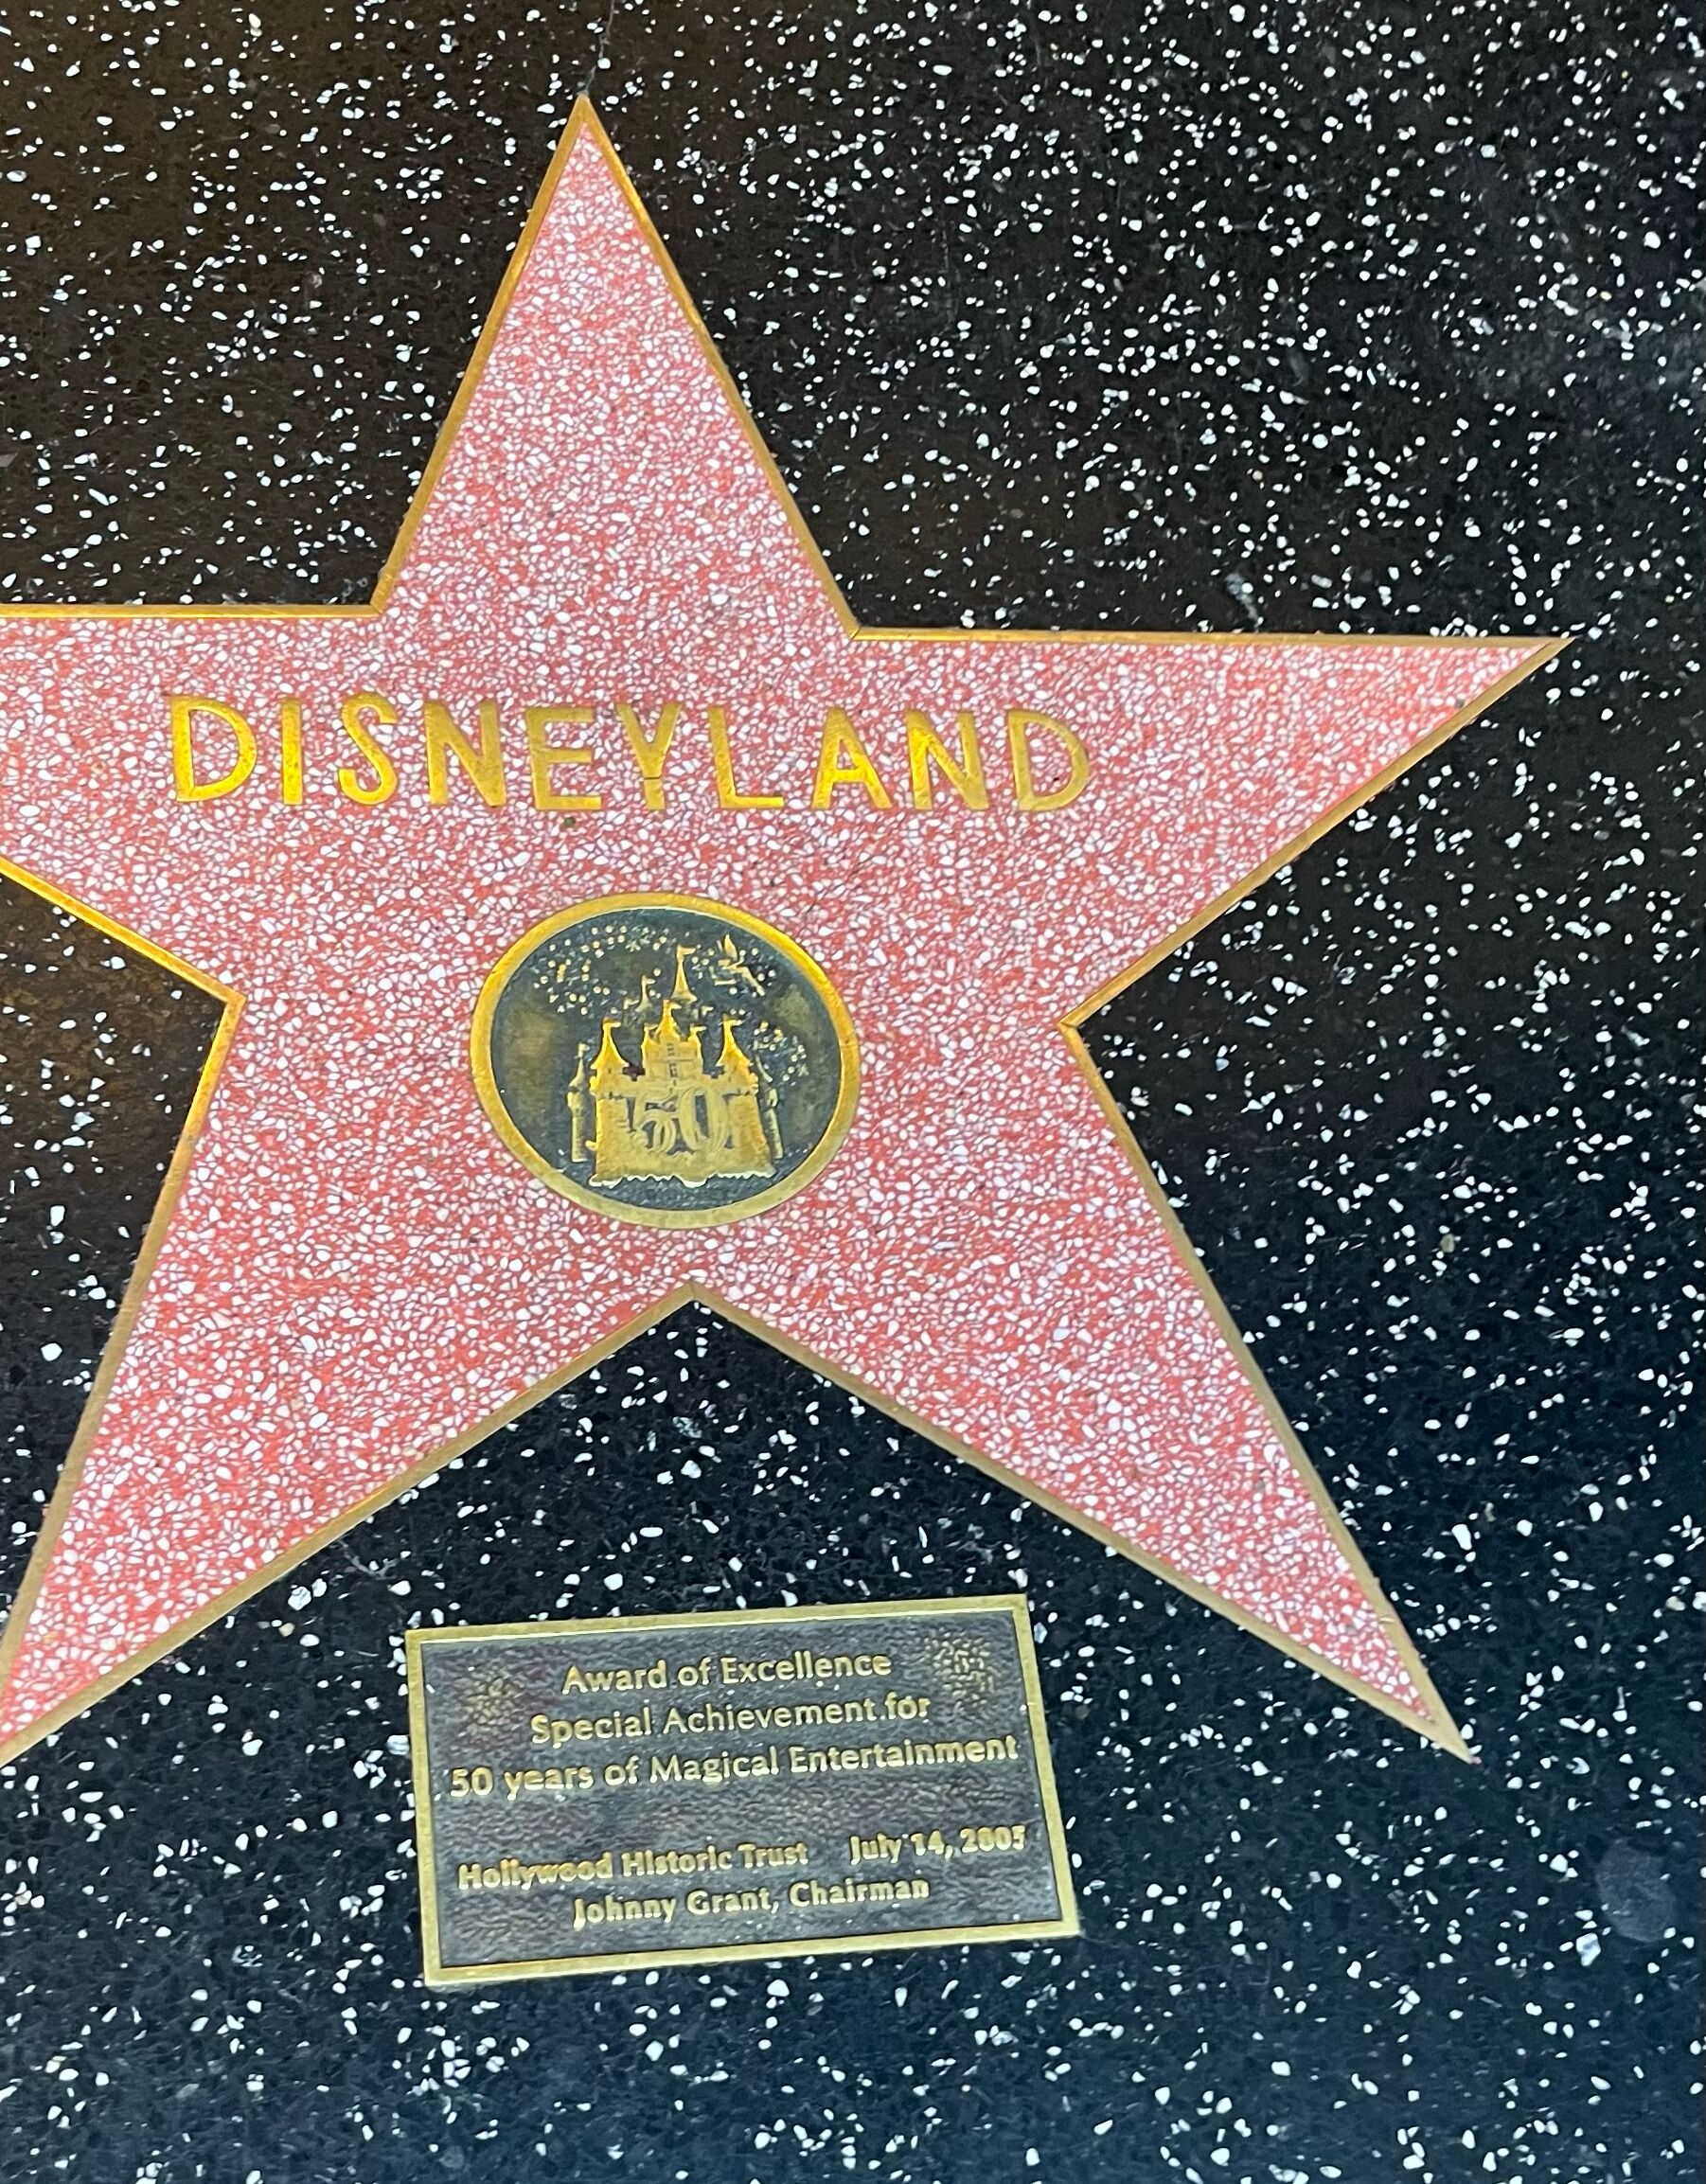 DISNEYLAND
50
Award of Excellence
Special Achievement for
50 years of Magical Entertainment
Hollywood Historic Trust July 14, 2005
Johnny Grant, Chairman